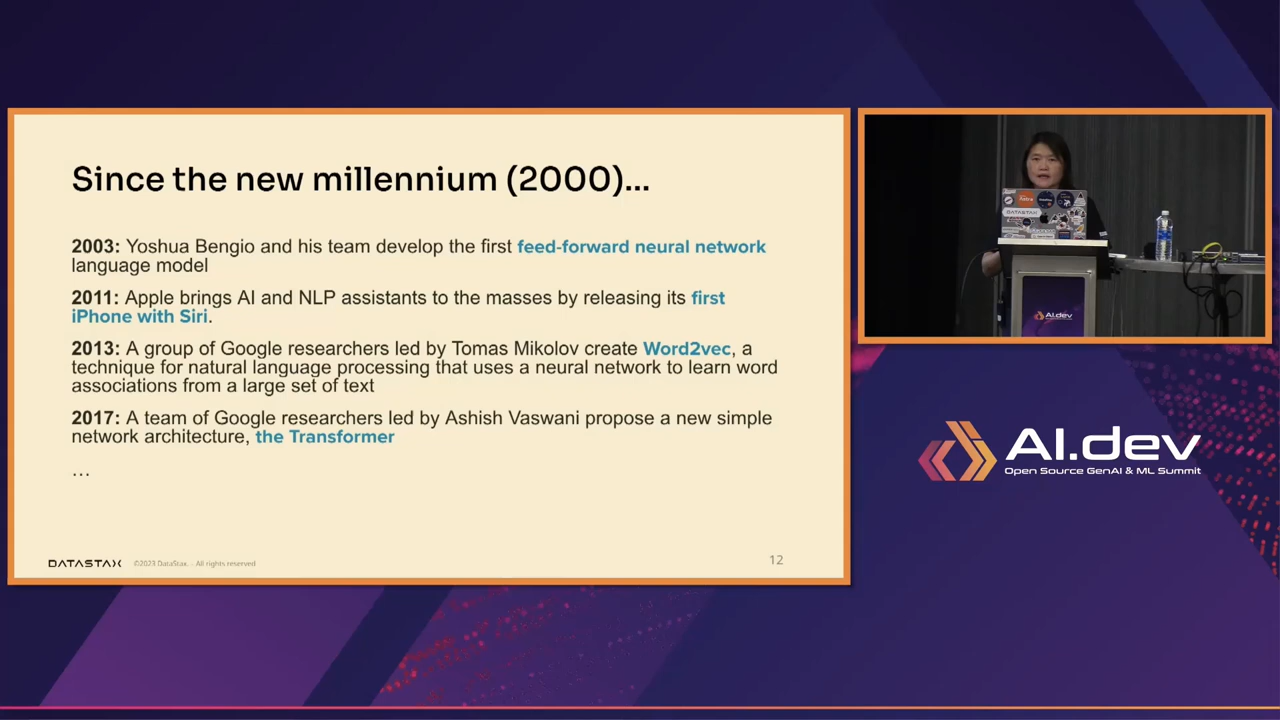 Since the new millennium (2000)...
2003: Yoshua Bengio and his team develop the first feed-forward neural network
language model
2011: Apple brings AI and NLP assistants to the masses by releasing its first
iPhone with Siri.
2013: A group of Google researchers led by Tomas Mikolov create Word2vec, a
technique for natural language processing that uses a neural network to learn word
associations from a large set of text
2017: A team of Google researchers led by Ashish Vaswani propose a new simple
network architecture, the Transformer
...
DATASTAX ©2023 DataStax. – All rights reserved
12
DATASTAX
AI.dev
AI.dev
Open Source GenAI & ML Summit